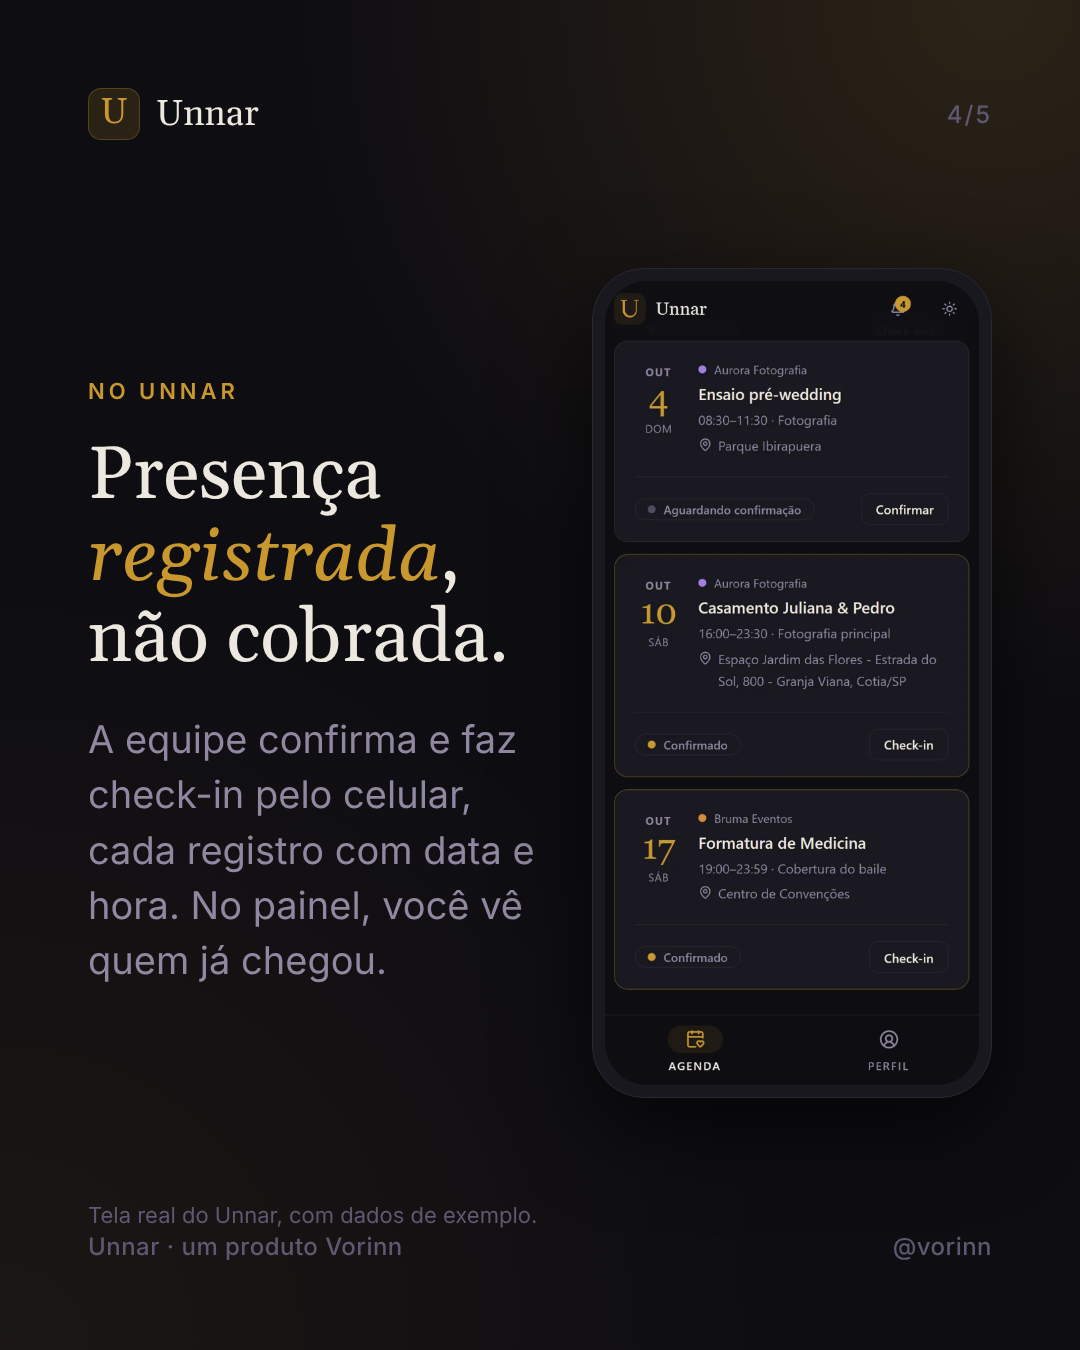 U Unnar
4/5
NO UNNAR
Presença
registrada,
não cobrada.
A equipe confirma e faz
check-in pelo celular,
cada registro com data e
hora. No painel, você vê
quem já chegou.
U Unnar
4
OUT
4
DOM
Aurora Fotografia
Ensaio pré-wedding
08:30–11:30 · Fotografia
Parque Ibirapuera
Aguardando confirmação
Confirmar
OUT
10
SÁB
Aurora Fotografia
Casamento Juliana & Pedro
16:00–23:30 · Fotografia principal
Espaço Jardim das Flores - Estrada do
Sol, 800 - Granja Viana, Cotia/SP
Confirmado
Check-in
OUT
17
SÁB
Bruma Eventos
Formatura de Medicina
19:00–23:59 · Cobertura do baile
Centro de Convenções
Confirmado
Check-in
AGENDA
PERFIL
Tela real do Unnar, com dados de exemplo.
Unnar · um produto Vorinn
@vorinn